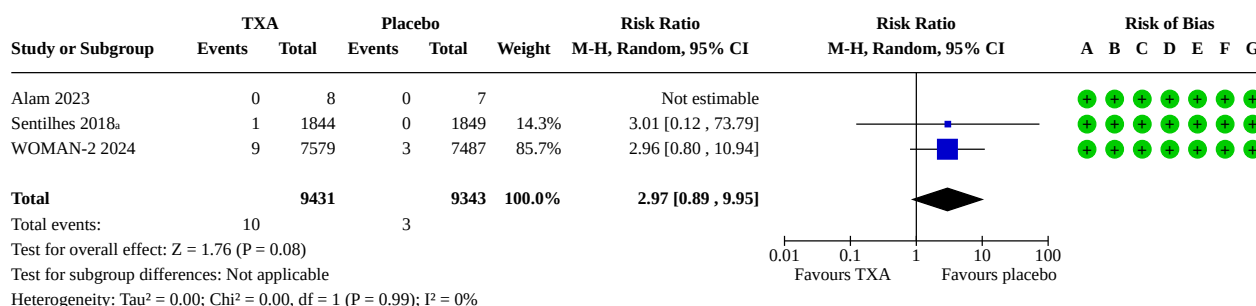 TXA Placebo Risk Ratio Risk Ratio Risk of Bias
Study or Subgroup Events Total Events Total Weight M-H, Random, 95% CI M-H, Random, 95% CI A B C D E F G
Alam 2023 0 8 0 7 Not estimable + + + + + + +
Sentilhes 2018a 1 1844 0 1849 14.3% 3.01 [0.12 , 73.79] + + + + + + +
WOMAN-2 2024 9 7579 3 7487 85.7% 2.96 [0.80 , 10.94] + + + + + + +
Total 9431 9343 100.0% 2.97 [0.89 , 9.95]
Total events: 10 3
Test for overall effect: Z = 1.76 (P = 0.08) 0.01 0.1 1 10 100
Test for subgroup differences: Not applicable Favours TXA Favours placebo
Heterogeneity: Tau² = 0.00; Chi² = 0.00, df = 1 (P = 0.99); I² = 0%